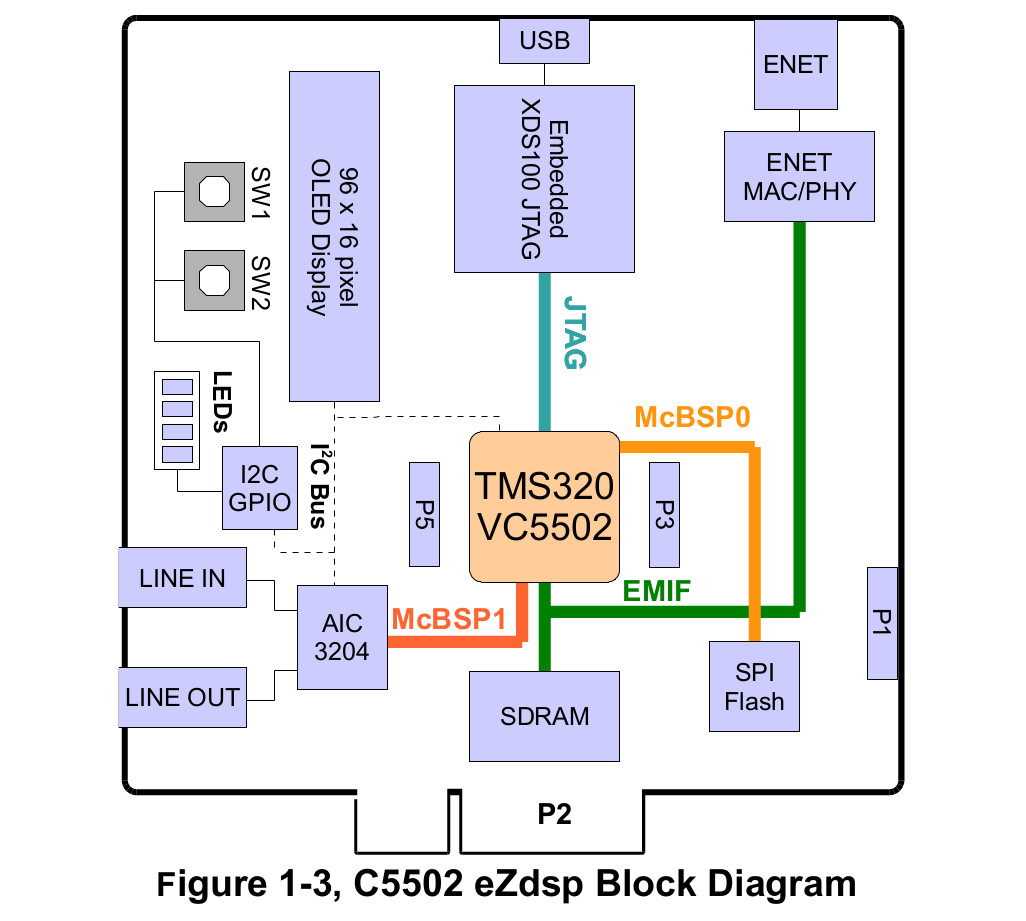 USB
ENET
Embedded
XDS100 JTAG
ENET
MAC/PHY
96 x 16 pixel
OLED Display
SW1
SW2
JTAG
LEDs
McBSP0
I2C
GPIO
I²C Bus
P5
TMS320
VC5502
P3
LINE IN
EMIF
McBSP1
AIC
3204
P1
LINE OUT
SDRAM
SPI
Flash
P2
Figure 1-3, C5502 eZdsp Block Diagram